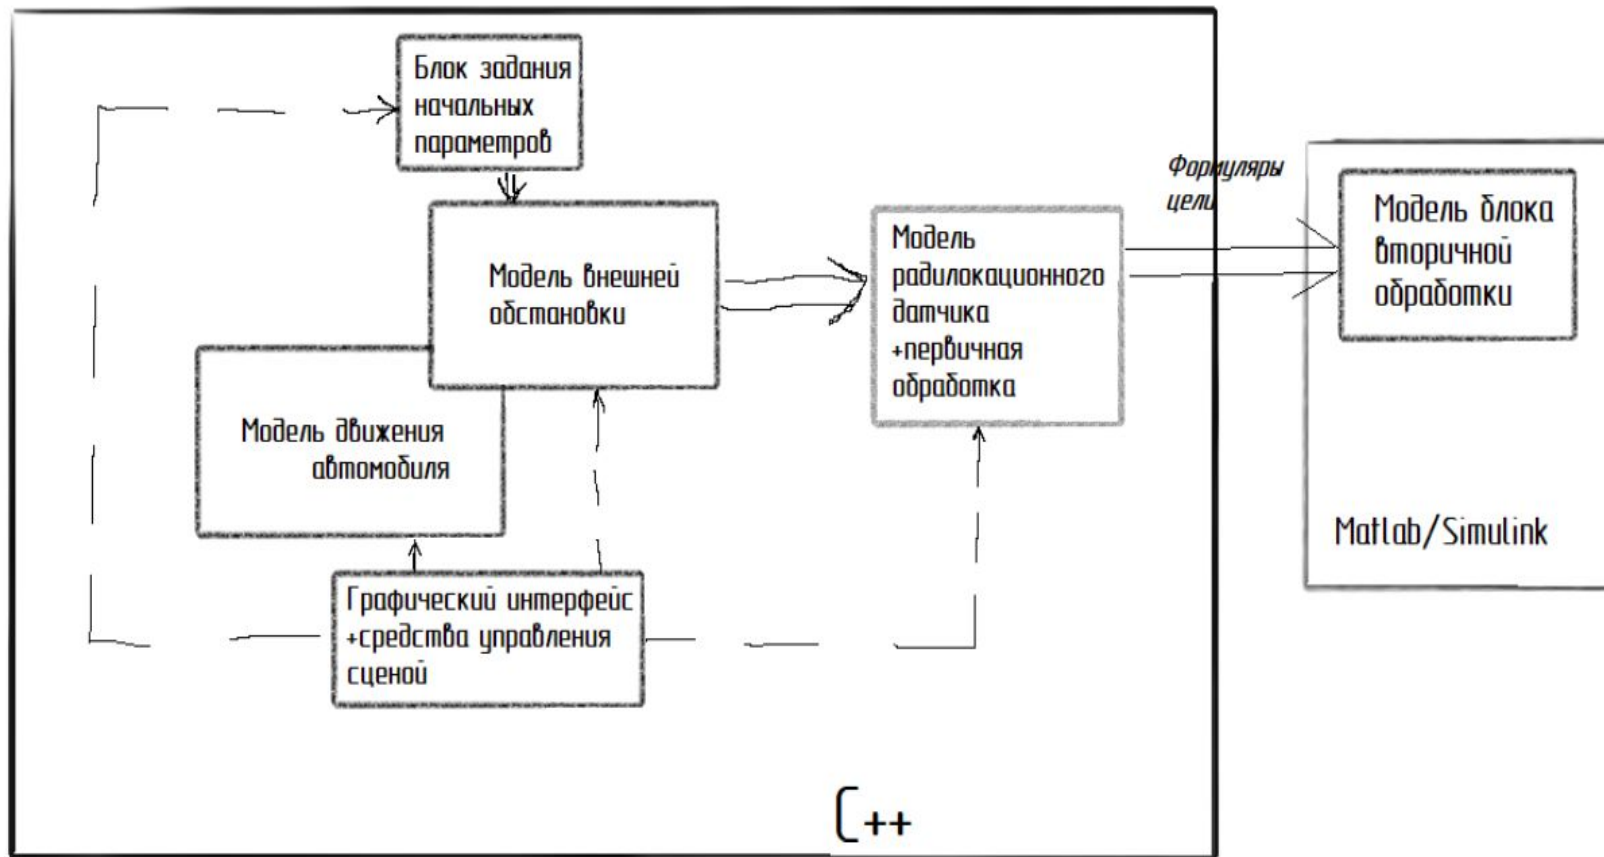 Блок задания
начальных
параметров
Модель внешней
обстановки
Модель движения
автомобиля
Графический интерфейс
+средства управления
сценой
Модель
радилокационного
датчика
+первичная
обработка
Формуляры
цели
Модель блока
вторичной
обработки
Matlab/Simulink
C++